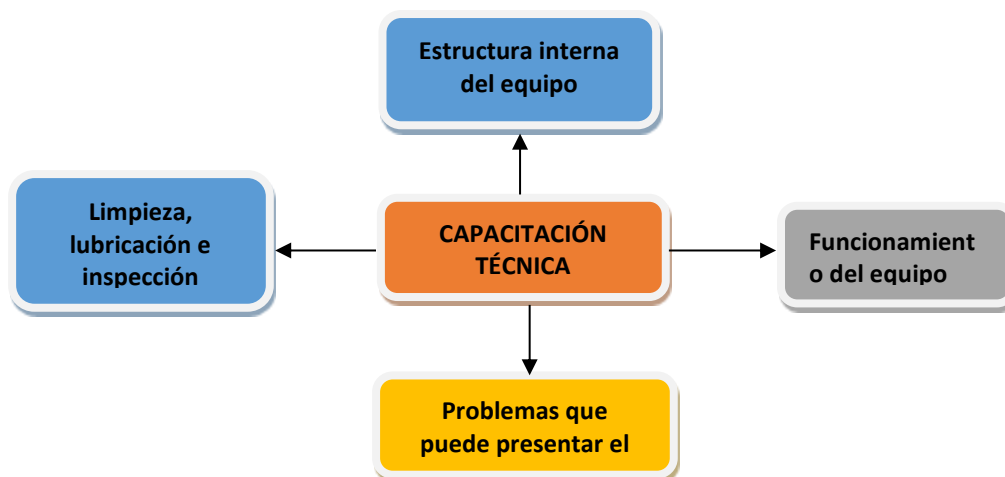 Estructura interna
del equipo
Limpieza,
lubricación e
inspección
CAPACITACIÓN
TÉCNICA
Funcionamient
o del equipo
Problemas que
puede presentar el